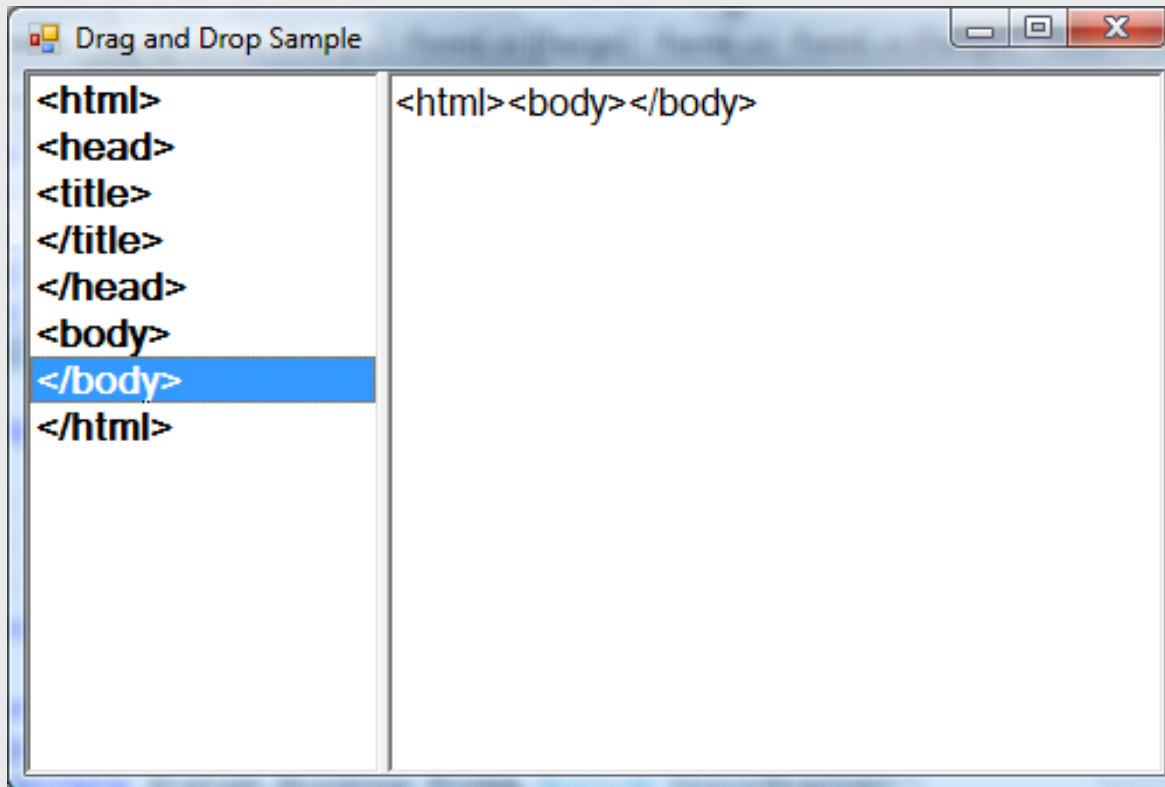 Drag and Drop Sample
<html>
<head>
<title>
</title>
</head>
<body>
</body>
</html>
<html><body></body>